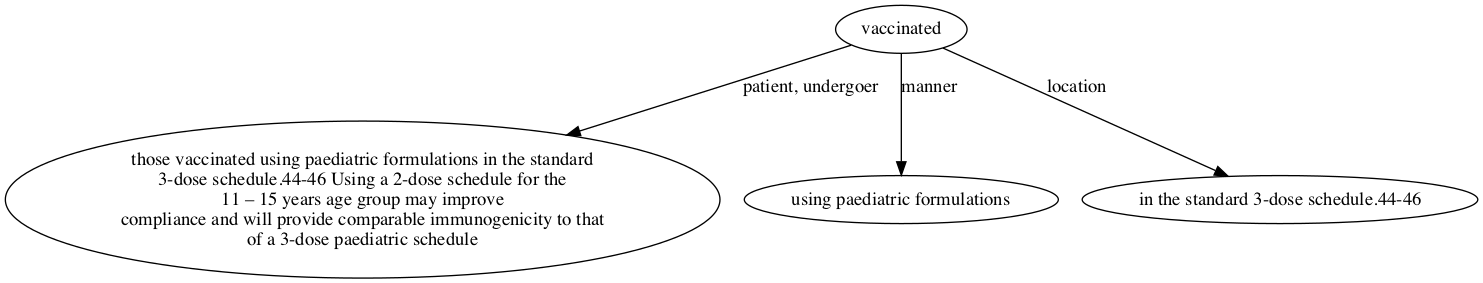 vaccinated
patient, undergoer
manner
location
those vaccinated using paediatric formulations in the standard
3-dose schedule.44-46 Using a 2-dose schedule for the
11 – 15 years age group may improve
compliance and will provide comparable immunogenicity to that
of a 3-dose paediatric schedule
using paediatric formulations
in the standard 3-dose schedule.44-46